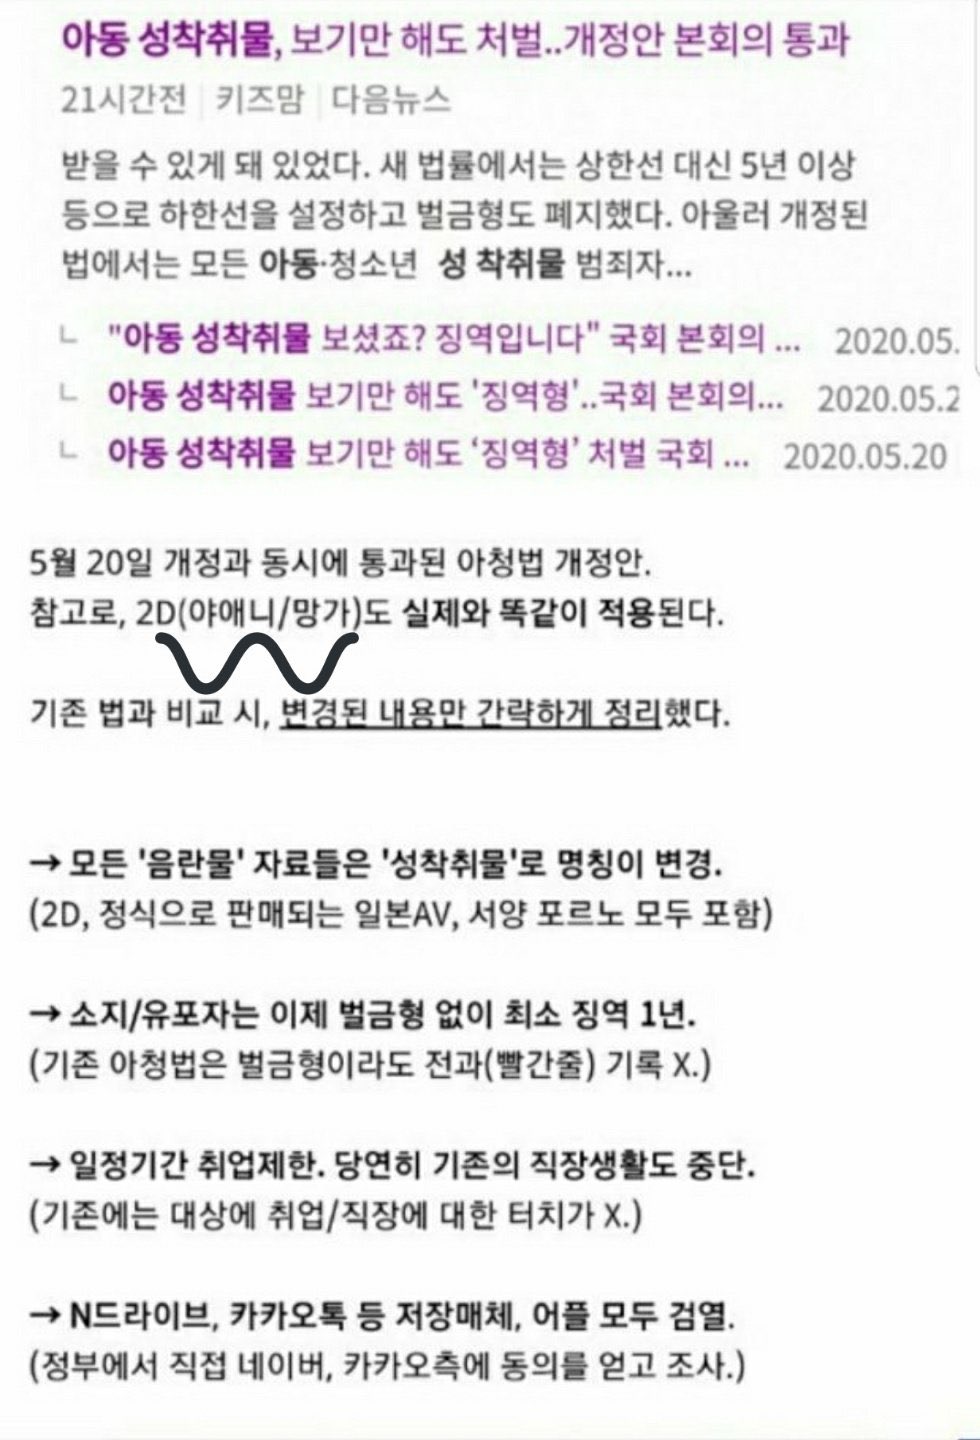 아동 성착취물, 보기만 해도 처벌..개정안 본회의 통과
21시간전 | 키즈맘 | 다음뉴스
받을 수 있게 돼 있었다. 새 법률에서는 상한선 대신 5년 이상
등으로 하한선을 설정하고 벌금형도 폐지했다. 아울러 개정된
법에서는 모든 아동·청소년 성 착취물 범죄자...
ㄴ "아동 성착취물 보셨죠? 징역입니다" 국회 본회의 ... 2020.05.
ㄴ 아동 성착취물 보기만 해도 '징역형'..국회 본회의... 2020.05.2
ㄴ 아동 성착취물 보기만 해도 ‘징역형’ 처벌 국회 ... 2020.05.20
5월 20일 개정과 동시에 통과된 아청법 개정안.
참고로, 2D(야애니/망가)도 실제와 똑같이 적용된다.
기존 법과 비교 시, 변경된 내용만 간략하게 정리했다.
→ 모든 '음란물' 자료들은 '성착취물'로 명칭이 변경.
(2D, 정식으로 판매되는 일본AV, 서양 포르노 모두 포함)
→ 소지/유포자는 이제 벌금형 없이 최소 징역 1년.
(기존 아청법은 벌금형이라도 전과(빨간줄) 기록 X.)
→ 일정기간 취업제한. 당연히 기존의 직장생활도 중단.
(기존에는 대상에 취업/직장에 대한 터치가 X.)
→ N드라이브, 카카오톡 등 저장매체, 어플 모두 검열.
(정부에서 직접 네이버, 카카오측에 동의를 얻고 조사.)